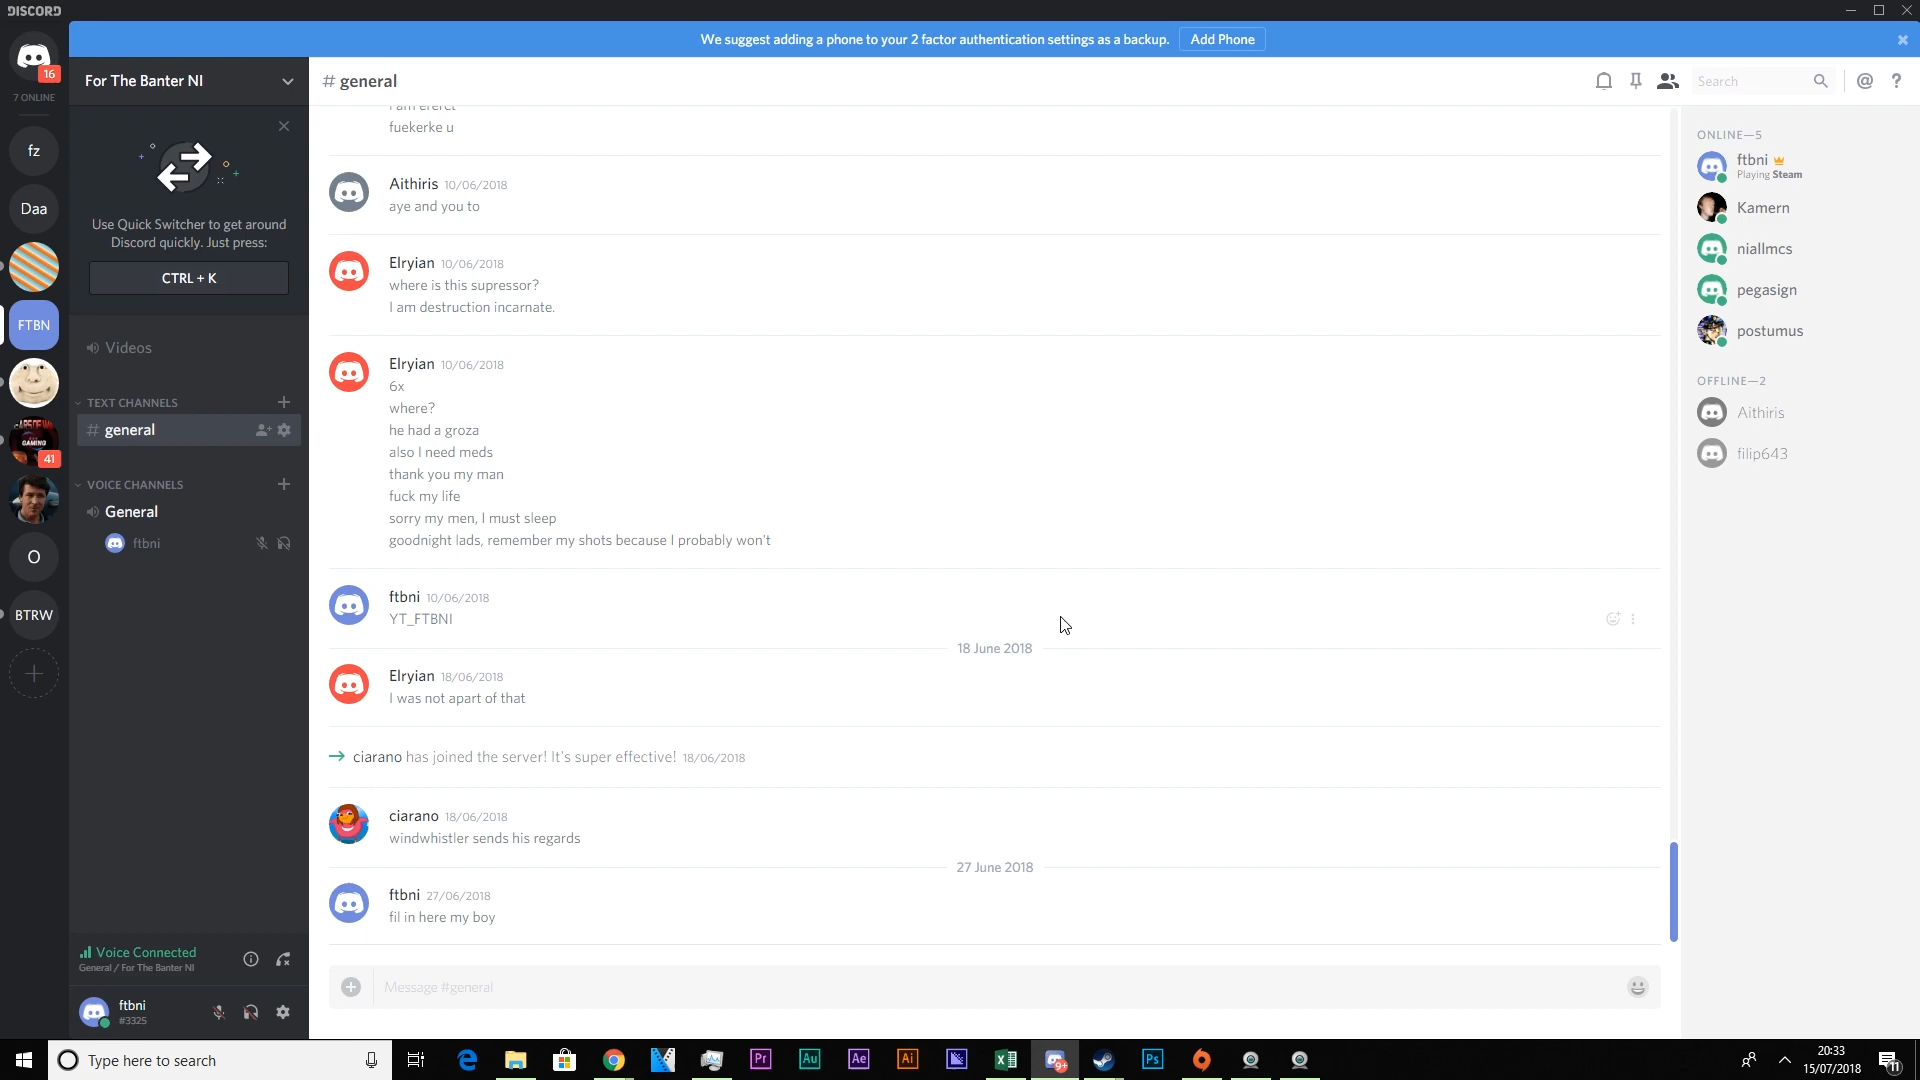 DISCORD
We suggest adding a phone to your 2 factor authentication settings as a backup. Add Phone
16
7 ONLINE
fz
Daa
FTBN
41
O
BTRW
For The Banter NI
Use Quick Switcher to get around
Discord quickly. Just press:
CTRL + K
Videos
TEXT CHANNELS
# general
VOICE CHANNELS
General
ftbni
Voice Connected
General / For The Banter NI
ftbni
#3325
# general
Search
@ ?
fuekerke u
Aithiris 10/06/2018
aye and you to
Elryian 10/06/2018
where is this supressor?
I am destruction incarnate.
Elryian 10/06/2018
6x
where?
he had a groza
also I need meds
thank you my man
fuck my life
sorry my men, I must sleep
goodnight lads, remember my shots because I probably won't
ftbni 10/06/2018
YT_FTBNI
18 June 2018
Elryian 18/06/2018
I was not apart of that
ciarano has joined the server! It's super effective! 18/06/2018
ciarano 18/06/2018
windwhistler sends his regards
27 June 2018
ftbni 27/06/2018
fil in here my boy
Message #general
ONLINE—5
ftbni
Playing Steam
Kamern
niallmcs
pegasign
postumus
OFFLINE—2
Aithiris
filip643
Type here to search
Pr
Au
Ae
Ai
9+
Ps
20:33
15/07/2018
11